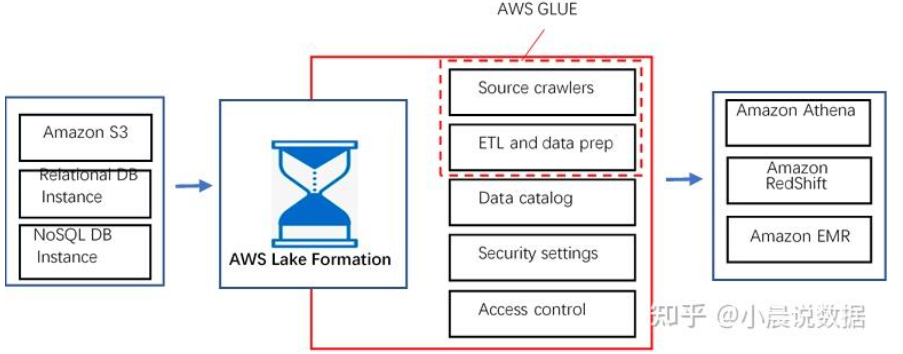 AWS GLUE
Amazon S3
Relational DB
Instance
NoSQL DB
Instance
AWS Lake Formation
Source crawlers
ETL and data prep
Data catalog
Security settings
Access control
Amazon Athena
Amazon
RedShift
Amazon EMR
知乎 @小晨说数据